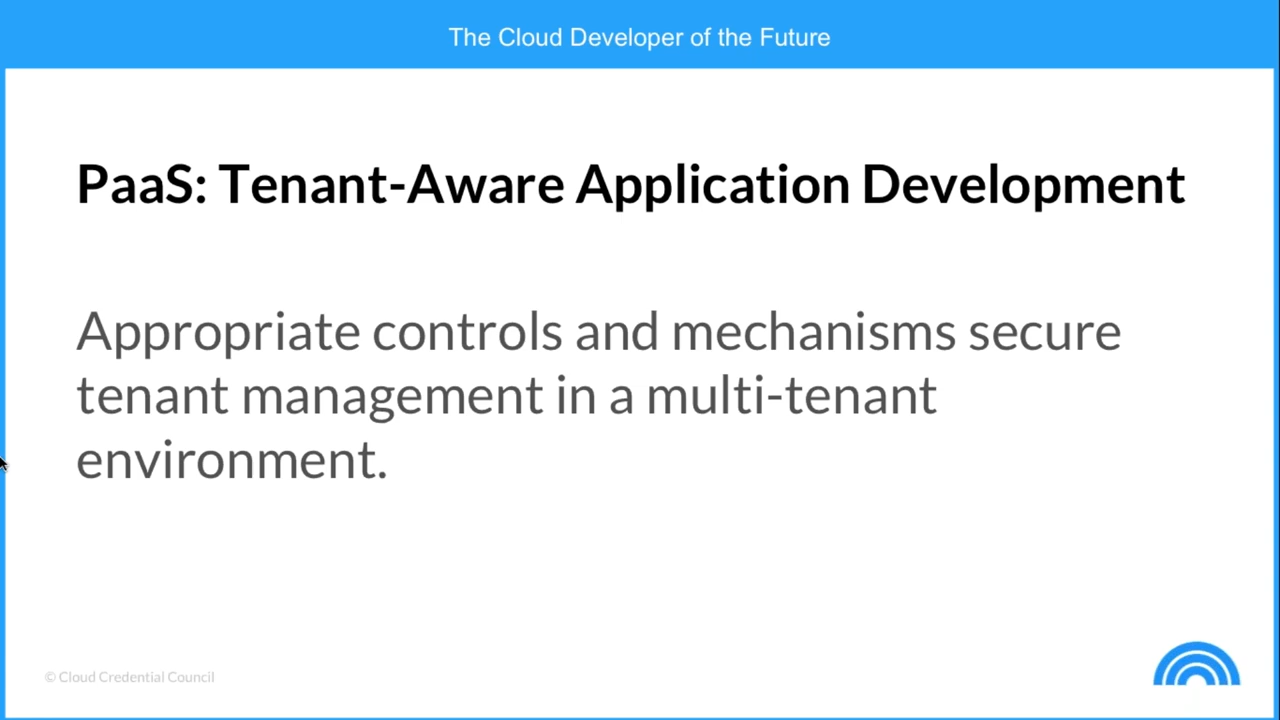 The Cloud Developer of the Future
PaaS: Tenant-Aware Application Development
Appropriate controls and mechanisms secure
tenant management in a multi-tenant
environment.
© Cloud Credential Council